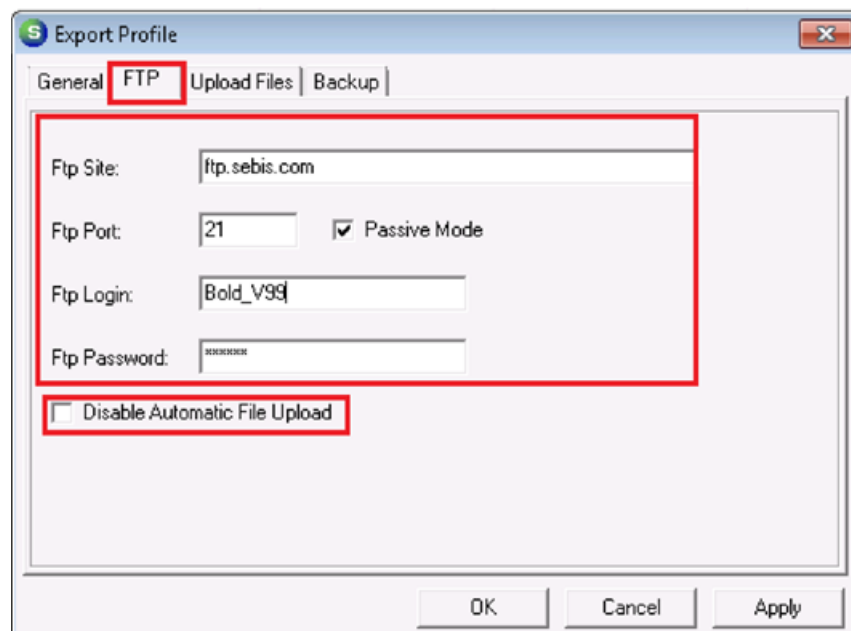 Export Profile
General FTP Upload Files Backup
Ftp Site: ftp.sebis.com
Ftp Port: 21 Passive Mode
Ftp Login: Bold_V99
Ftp Password: ******
Disable Automatic File Upload
OK Cancel Apply